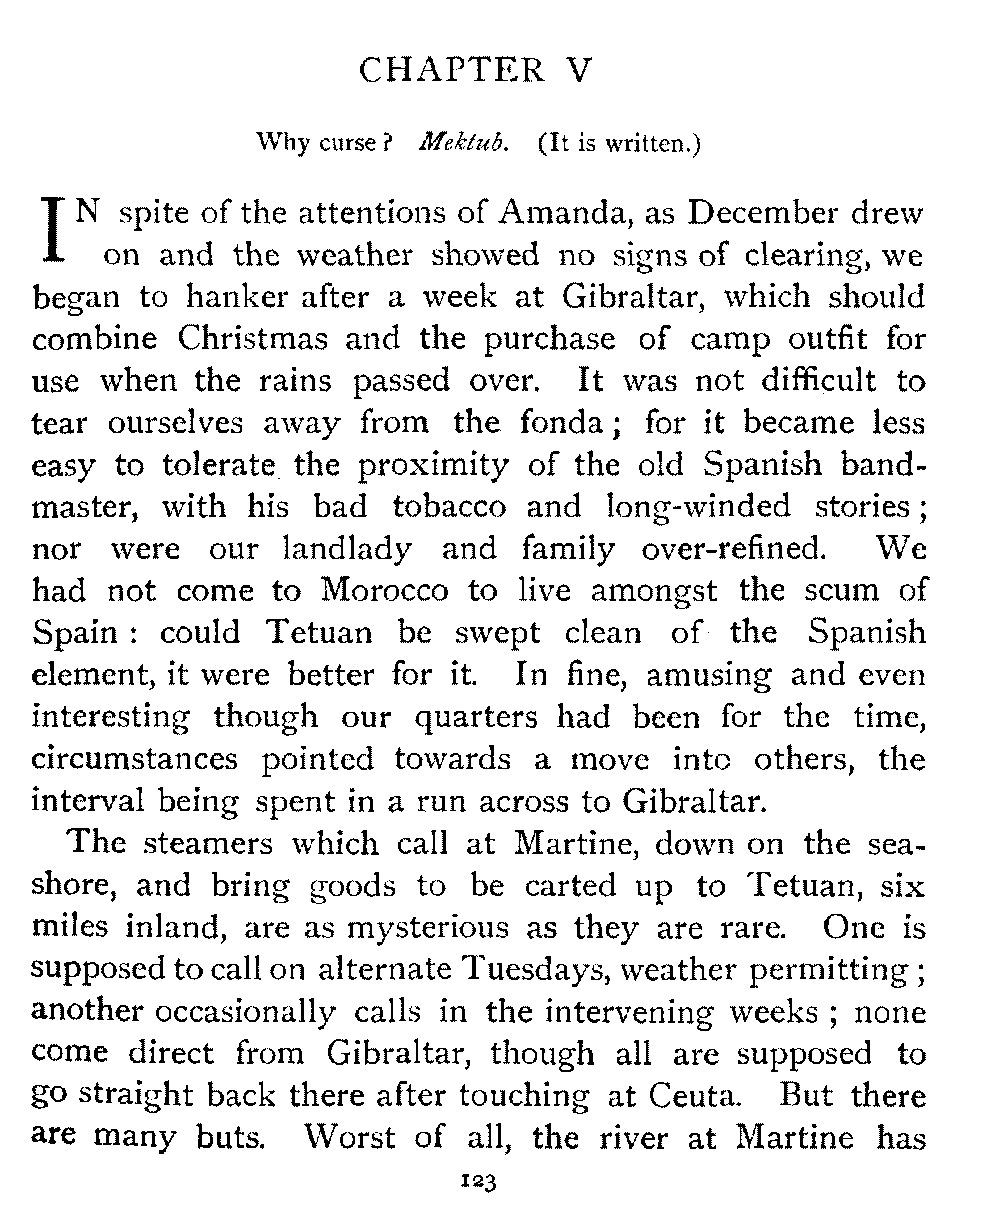 CHAPTER V
Why curse? Mektub. (It is written.)
IN spite of the attentions of Amanda, as December drew
on and the weather showed no signs of clearing, we
began to hanker after a week at Gibraltar, which should
combine Christmas and the purchase of camp outfit for
use when the rains passed over. It was not difficult to
tear ourselves away from the fonda; for it became less
easy to tolerate the proximity of the old Spanish band-
master, with his bad tobacco and long-winded stories;
nor were our landlady and family over-refined. We
had not come to Morocco to live amongst the scum of
Spain: could Tetuan be swept clean of the Spanish
element, it were better for it. In fine, amusing and even
interesting though our quarters had been for the time,
circumstances pointed towards a move into others, the
interval being spent in a run across to Gibraltar.
The steamers which call at Martine, down on the sea-
shore, and bring goods to be carted up to Tetuan, six
miles inland, are as mysterious as they are rare. One is
supposed to call on alternate Tuesdays, weather permitting;
another occasionally calls in the intervening weeks; none
come direct from Gibraltar, though all are supposed to
go straight back there after touching at Ceuta. But there
are many buts. Worst of all, the river at Martine has
123